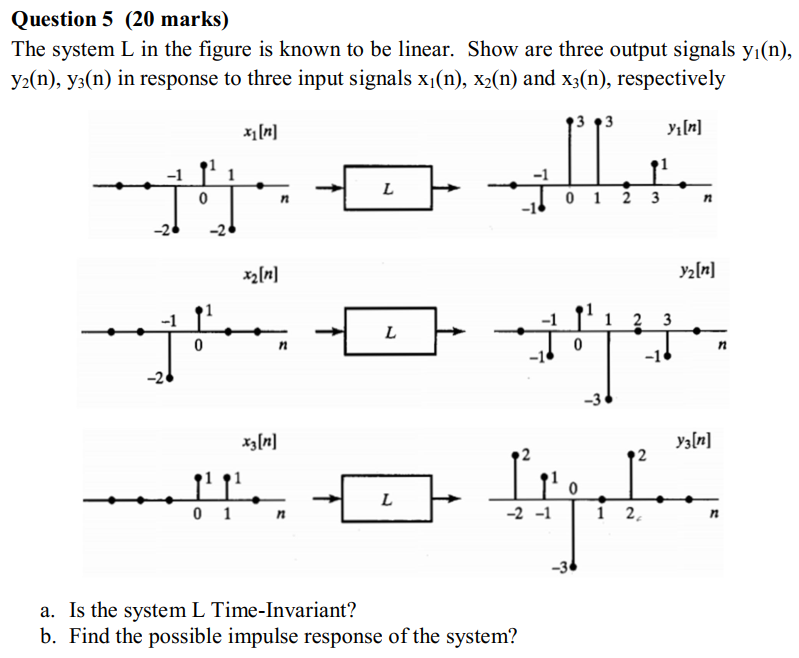 Question 5 (20 marks)
The system L in the figure is known to be linear. Show are three output signals y1(n),
y2(n), y3(n) in response to three input signals x1(n), x2(n) and x3(n), respectively
x1[n]
−1 1 1
0 n
−2 −2
L
y1[n]
3 3
−1 1
−1 0 1 2 3 n
x2[n]
−1 1
0 n
−2
L
y2[n]
−1 1 1 2 3
−1 0 −1 n
−3
x3[n]
1 1
0 1 n
L
y3[n]
2 1 0 2
−2 −1 1 2 n
−3
a. Is the system L Time-Invariant?
b. Find the possible impulse response of the system?